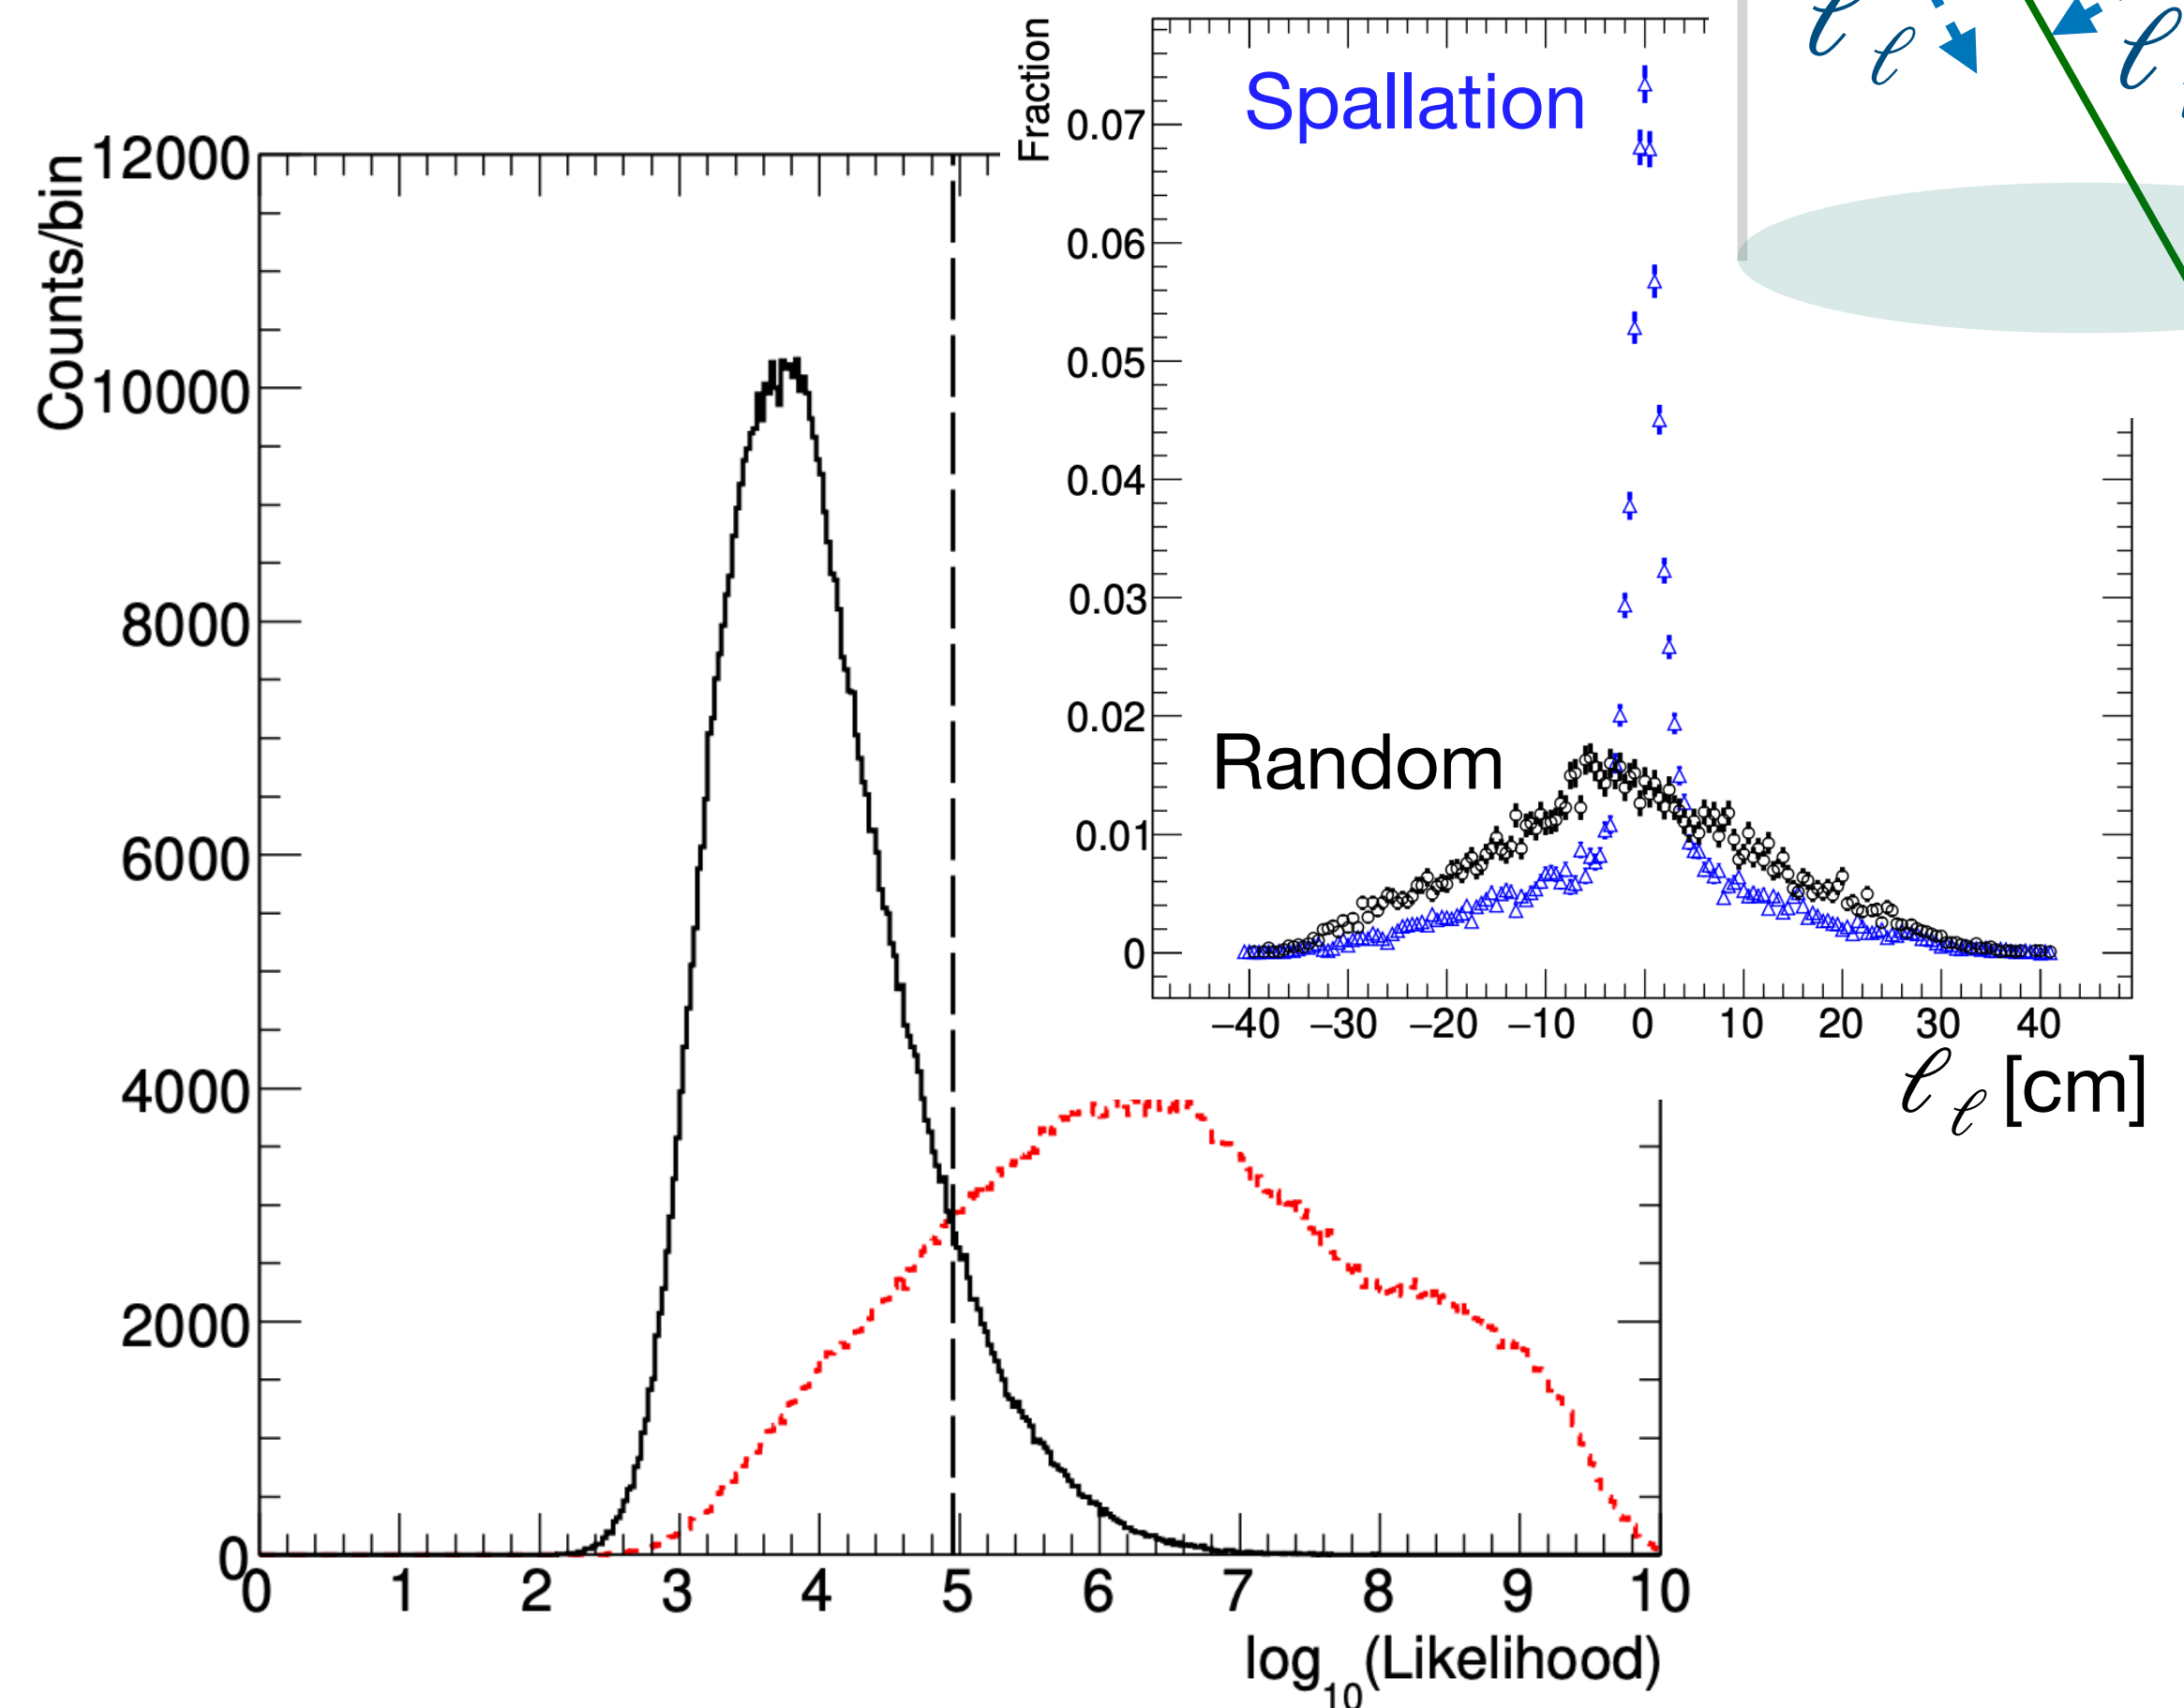 Counts/bin
12000
10000
8000
6000
4000
2000
0
0 1 2 3 4 5 6 7 8 9 10
log10(Likelihood)
Fraction
0.07
0.06
0.05
0.04
0.03
0.02
0.01
0
Spallation
Random
−40 −30 −20 −10 0 10 20 30 40
ℓℓ [cm]
ℓℓ
ℓ